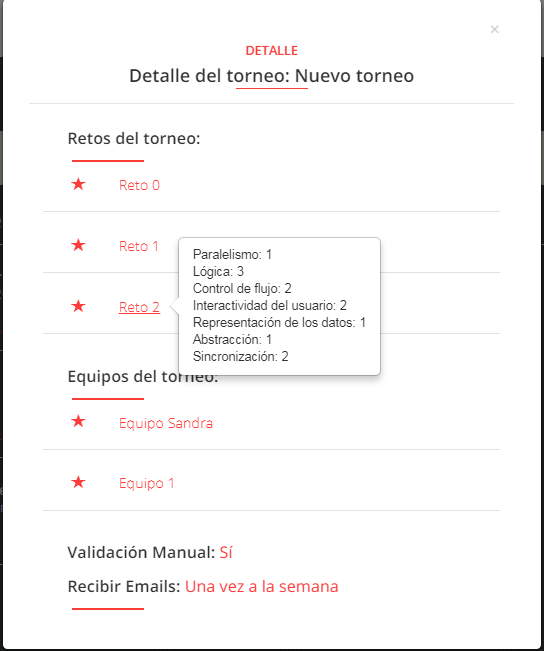 ×
DETALLE
Detalle del torneo: Nuevo torneo
Retos del torneo:
★ Reto 0
★ Reto 1
★ Reto 2
Paralelismo: 1
Lógica: 3
Control de flujo: 2
Interactividad del usuario: 2
Representación de los datos: 1
Abstracción: 1
Sincronización: 2
Equipos del torneo:
★ Equipo Sandra
★ Equipo 1
Validación Manual: Sí
Recibir Emails: Una vez a la semana